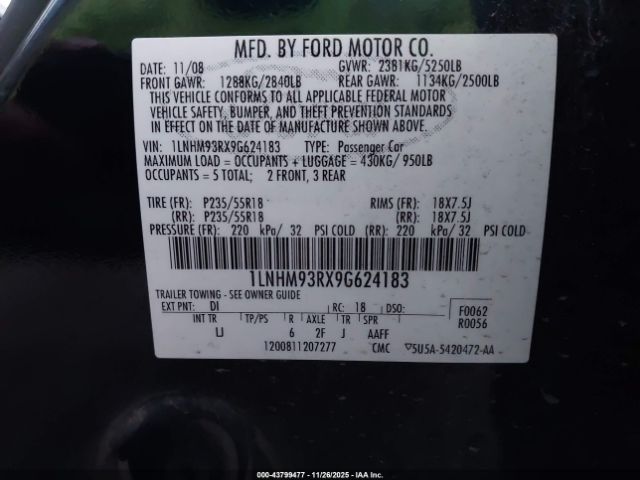 MFD. BY FORD MOTOR CO.
DATE: 11/08 GVWR: 2381KG/5250LB
FRONT GAWR: 1288KG/2840LB REAR GAWR: 1134KG/2500LB
THIS VEHICLE CONFORMS TO ALL APPLICABLE FEDERAL MOTOR
VEHICLE SAFETY, BUMPER, AND THEFT PREVENTION STANDARDS
IN EFFECT ON THE DATE OF MANUFACTURE SHOWN ABOVE.
VIN: 1LNHM93RX9G624183 TYPE: Passenger Car
MAXIMUM LOAD = OCCUPANTS + LUGGAGE = 430KG/ 950LB
OCCUPANTS = 5 TOTAL; 2 FRONT, 3 REAR
TIRE (FR): P235/55R18 RIMS (FR): 18X7.5J
(RR): P235/55R18 (RR): 18X7.5J
PRESSURE (FR): 220 kPa/ 32 PSI COLD (RR): 220 kPa/ 32 PSI COLD
1LNHM93RX9G624183
TRAILER TOWING - SEE OWNER GUIDE
EXT PNT: DI RC: 18 DSO: F0062
INT TR TP/PS R AXLE TR SPR R0056
IJ 6 2F J AAFF
1200811207277 CMC ▽5U5A-5420472-AA
000-43799477 - 11/26/2025 - IAA Inc.